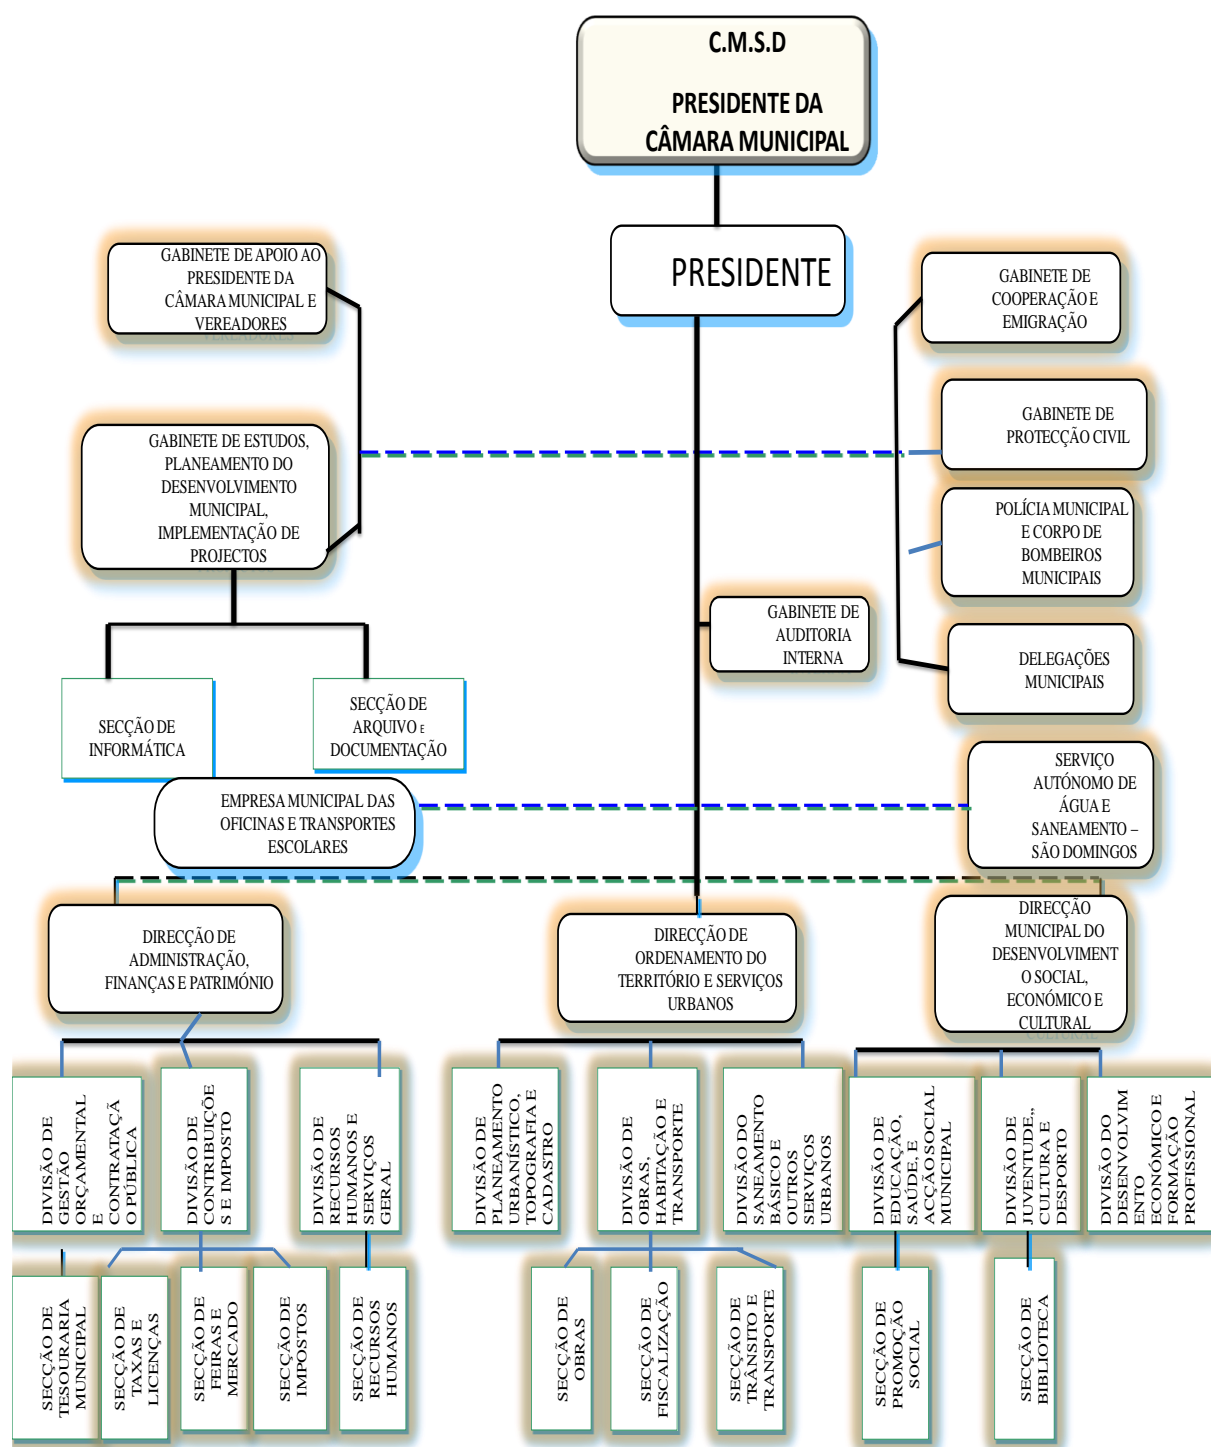 C.M.S.D
PRESIDENTE DA
CÂMARA MUNICIPAL
PRESIDENTE
GABINETE DE APOIO AO
PRESIDENTE DA
CÂMARA MUNICIPAL E
VEREADORES
GABINETE DE
COOPERAÇÃO E
EMIGRAÇÃO
GABINETE DE
PROTECÇÃO CIVIL
GABINETE DE ESTUDOS,
PLANEAMENTO DO
DESENVOLVIMENTO
MUNICIPAL,
IMPLEMENTAÇÃO DE
PROJECTOS
POLÍCIA MUNICIPAL
E CORPO DE
BOMBEIROS
MUNICIPAIS
GABINETE DE
AUDITORIA
INTERNA
DELEGAÇÕES
MUNICIPAIS
SECÇÃO DE
INFORMÁTICA
SECÇÃO DE
ARQUIVO E
DOCUMENTAÇÃO
EMPRESA MUNICIPAL DAS
OFICINAS E TRANSPORTES
ESCOLARES
SERVIÇO
AUTÓNOMO DE
ÁGUA E
SANEAMENTO –
SÃO DOMINGOS
DIRECÇÃO DE
ADMINISTRAÇÃO,
FINANÇAS E PATRIMÓNIO
DIRECÇÃO DE
ORDENAMENTO DO
TERRITÓRIO E SERVIÇOS
URBANOS
DIRECÇÃO
MUNICIPAL DO
DESENVOLVIMENT
O SOCIAL,
ECONÓMICO E
CULTURAL
DIVISÃO DE
GESTÃO
ORÇAMENTAL
E
CONTRATAÇÃ
O PÚBLICA
DIVISÃO DE
CONTRIBUIÇÕE
S E IMPOSTO
DIVISÃO DE
RECURSOS
HUMANOS E
SERVIÇOS
GERAL
DIVISÃO DE
PLANEAMENTO
URBANÍSTICO,
TOPOGRAFIA E
CADASTRO
DIVISÃO DE
OBRAS,
HABITAÇÃO E
TRANSPORTE
DIVISÃO DO
SANEAMENTO
BÁSICO E
OUTROS
SERVIÇOS
URBANOS
DIVISÃO DE
EDUCAÇÃO,
SAÚDE, E
ACÇÃO SOCIAL
MUNICIPAL
DIVISÃO DE
JUVENTUDE,,
CULTURA E
DESPORTO
DIVISÃO DO
DESENVOLVIM
ENTO
ECONÓMICO E
FORMAÇÃO
PROFISSIONAL
SECÇÃO DE
TESOURARIA
MUNICIPAL
SECÇÃO DE
TAXAS E
LICENÇAS
SECÇÃO DE
FEIRAS E
MERCADO
SECÇÃO DE
IMPOSTOS
SECÇÃO DE
RECURSOS
HUMANOS
SECÇÃO DE
OBRAS
SECÇÃO DE
FISCALIZAÇÃO
SECÇÃO DE
TRÂNSITO E
TRANSPORTE
SECÇÃO DE
PROMOÇÃO
SOCIAL
SECÇÃO DE
BIBLIOTECA